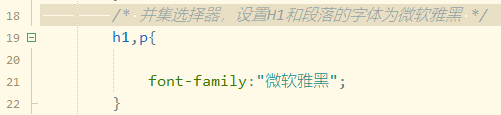 18 /* 并集选择器，设置H1和段落的字体为微软雅黑 */
19 h1,p{
20
21 font-family:"微软雅黑";
22 }